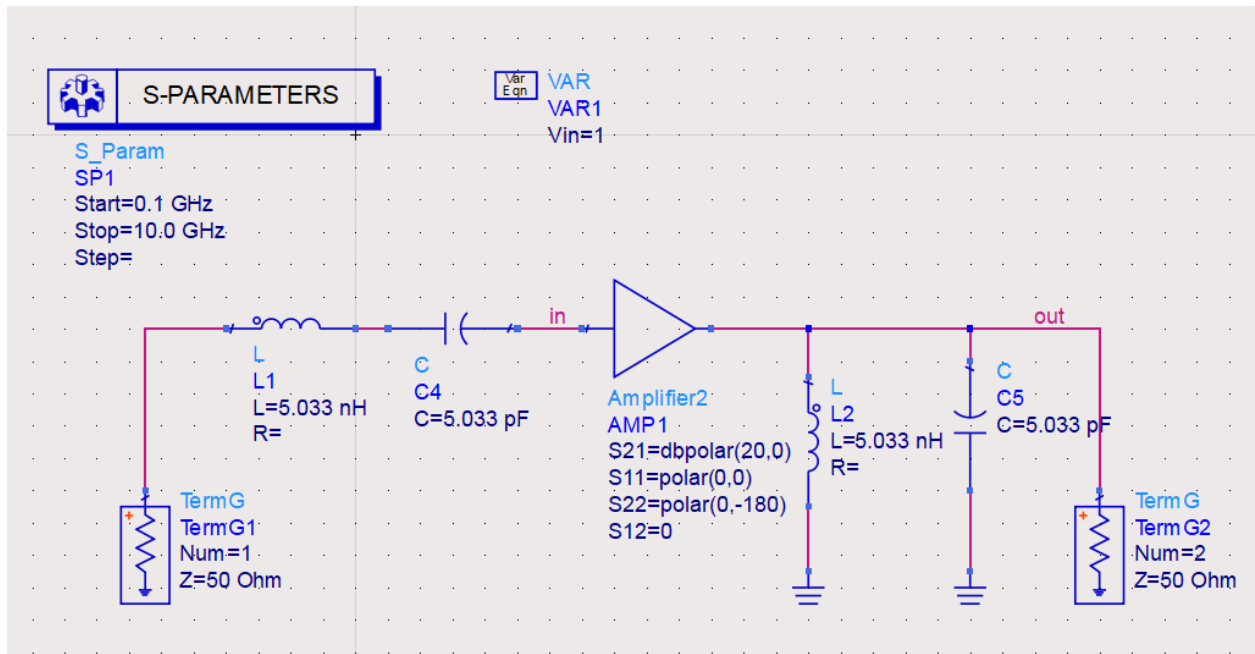 S-PARAMETERS
S_Param
SP1
Start=0.1 GHz
Stop=10.0 GHz
Step=
Var
Eqn
VAR
VAR1
Vin=1
in
out
L
L1
L=5.033 nH
R=
C
C4
C=5.033 pF
Amplifier2
AMP1
S21=dbpolar(20,0)
S11=polar(0,0)
S22=polar(0,-180)
S12=0
L
L2
L=5.033 nH
R=
C
C5
C=5.033 pF
+
TermG
TermG1
Num=1
Z=50 Ohm
+
TermG
TermG2
Num=2
Z=50 Ohm